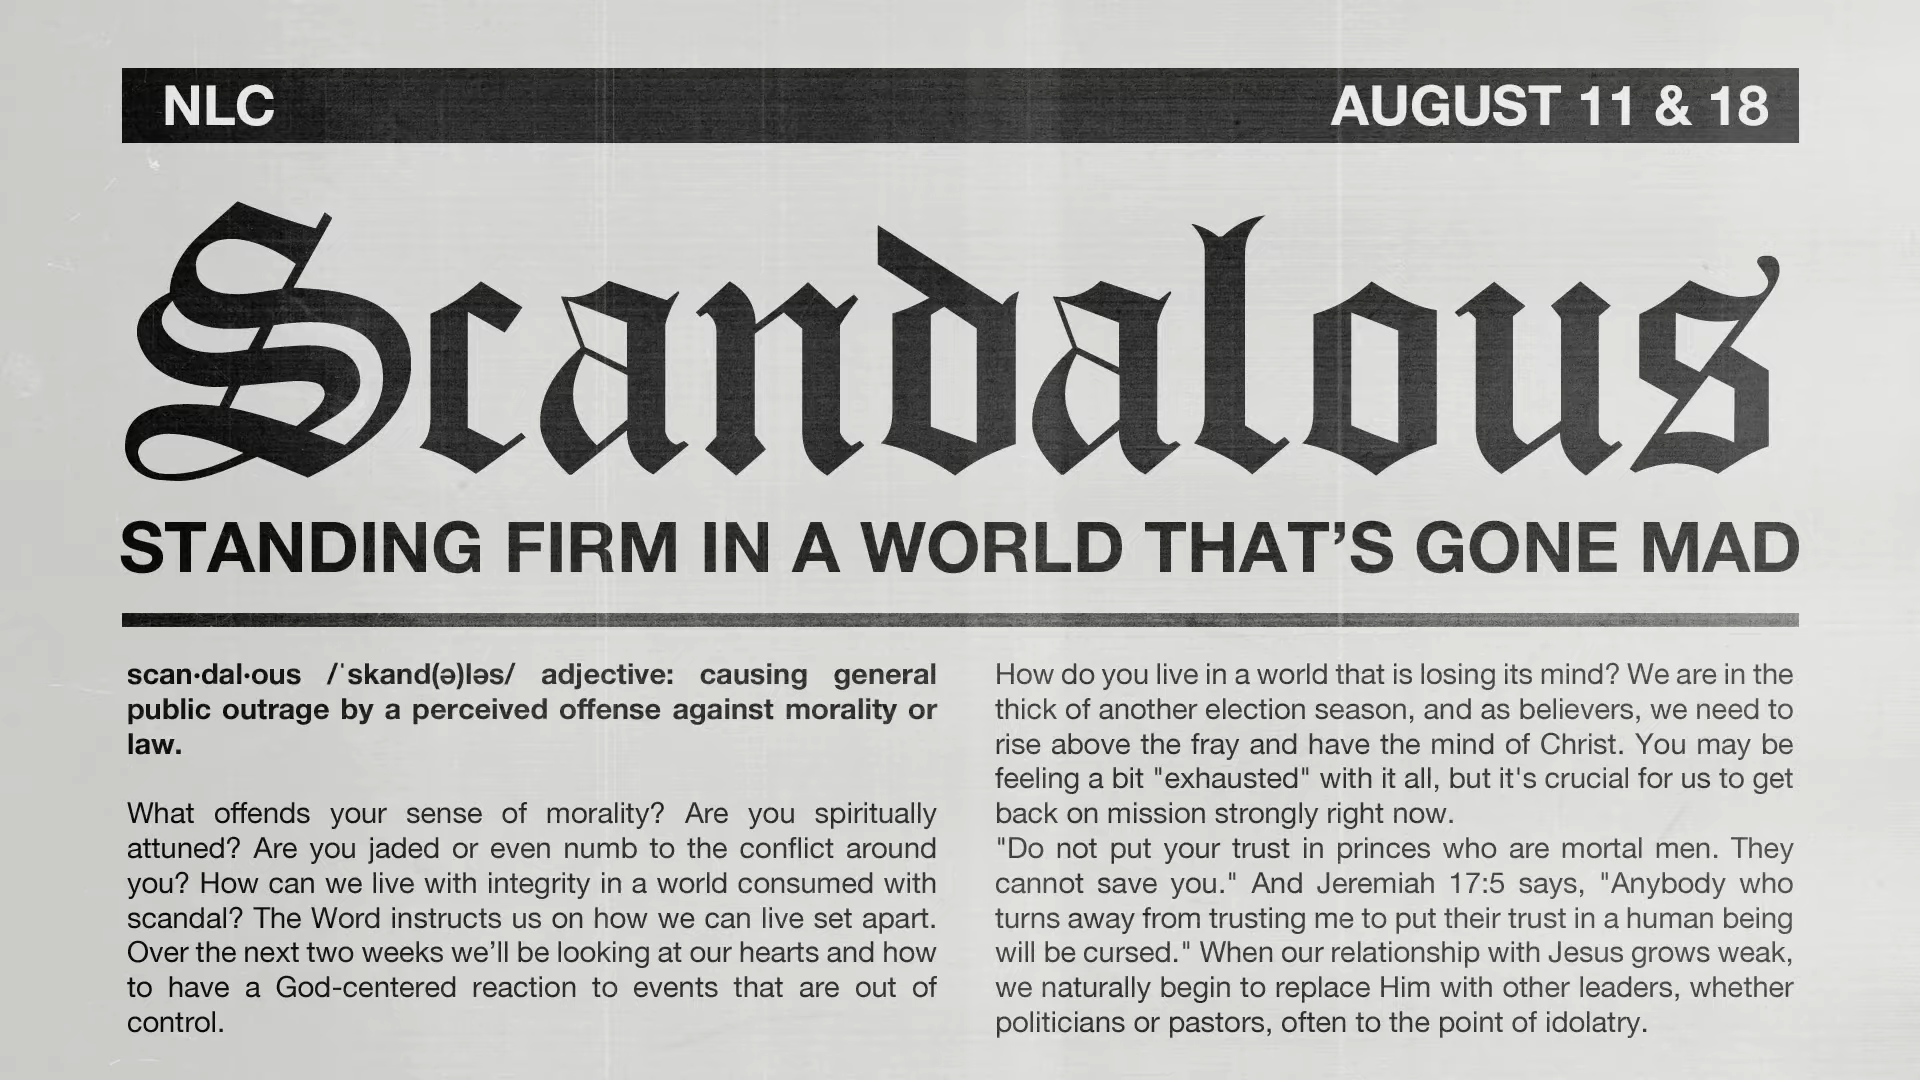 NLC
AUGUST 11 & 18
Scandalous
STANDING FIRM IN A WORLD THAT’S GONE MAD
scan·dal·ous /ˈskand(ə)ləs/ adjective: causing general
public outrage by a perceived offense against morality or
law.
What offends your sense of morality? Are you spiritually
attuned? Are you jaded or even numb to the conflict around
you? How can we live with integrity in a world consumed with
scandal? The Word instructs us on how we can live set apart.
Over the next two weeks we’ll be looking at our hearts and how
to have a God-centered reaction to events that are out of
control.
How do you live in a world that is losing its mind? We are in the
thick of another election season, and as believers, we need to
rise above the fray and have the mind of Christ. You may be
feeling a bit "exhausted" with it all, but it's crucial for us to get
back on mission strongly right now.
"Do not put your trust in princes who are mortal men. They
cannot save you." And Jeremiah 17:5 says, "Anybody who
turns away from trusting me to put their trust in a human being
will be cursed." When our relationship with Jesus grows weak,
we naturally begin to replace Him with other leaders, whether
politicians or pastors, often to the point of idolatry.